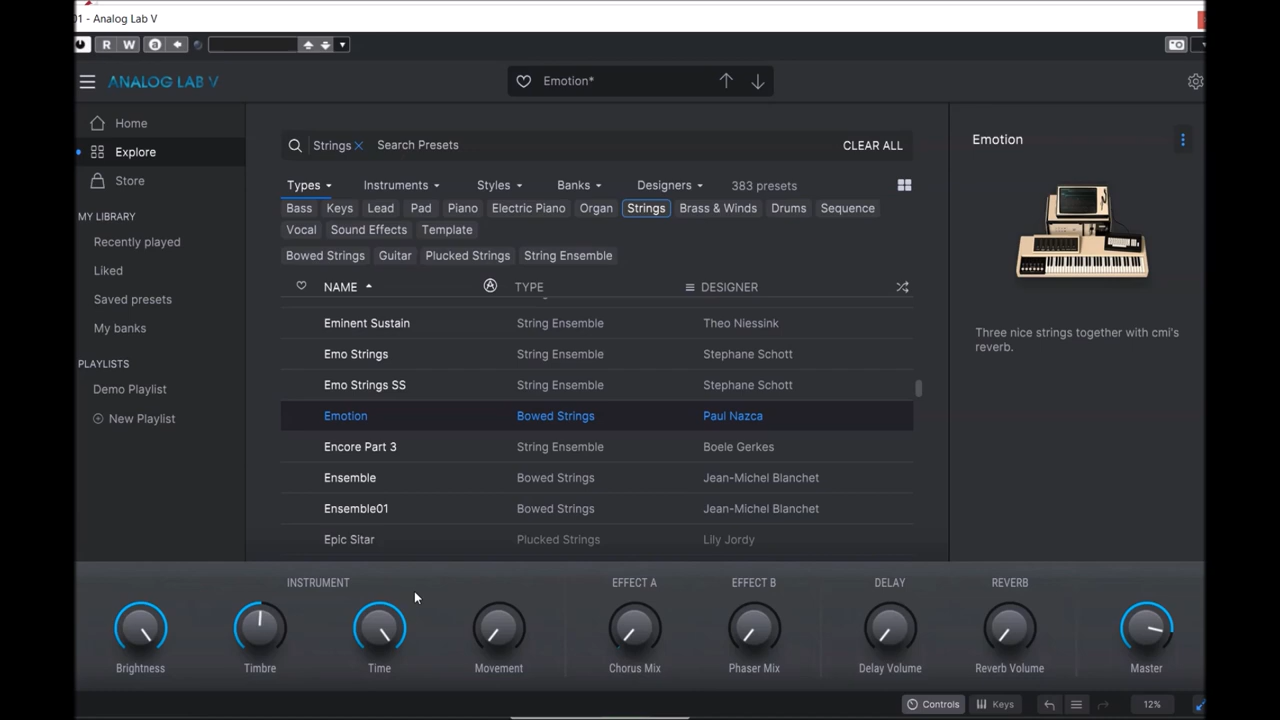 01 - Analog Lab V
R W
ANALOG LAB V
Emotion*
Home
Explore
Store
MY LIBRARY
Recently played
Liked
Saved presets
My banks
PLAYLISTS
Demo Playlist
New Playlist
Strings × Search Presets CLEAR ALL
Types Instruments Styles Banks Designers 383 presets
Bass Keys Lead Pad Piano Electric Piano Organ Strings Brass & Winds Drums Sequence
Vocal Sound Effects Template
Bowed Strings Guitar Plucked Strings String Ensemble
NAME TYPE DESIGNER
Eminent Sustain String Ensemble Theo Niessink
Emo Strings String Ensemble Stephane Schott
Emo Strings SS String Ensemble Stephane Schott
Emotion Bowed Strings Paul Nazca
Encore Part 3 String Ensemble Boele Gerkes
Ensemble Bowed Strings Jean-Michel Blanchet
Ensemble01 Bowed Strings Jean-Michel Blanchet
Epic Sitar Plucked Strings Lily Jordy
Emotion
Three nice strings together with cmi's
reverb.
INSTRUMENT EFFECT A EFFECT B DELAY REVERB
Brightness Timbre Time Movement Chorus Mix Phaser Mix Delay Volume Reverb Volume Master
Controls Keys 12%